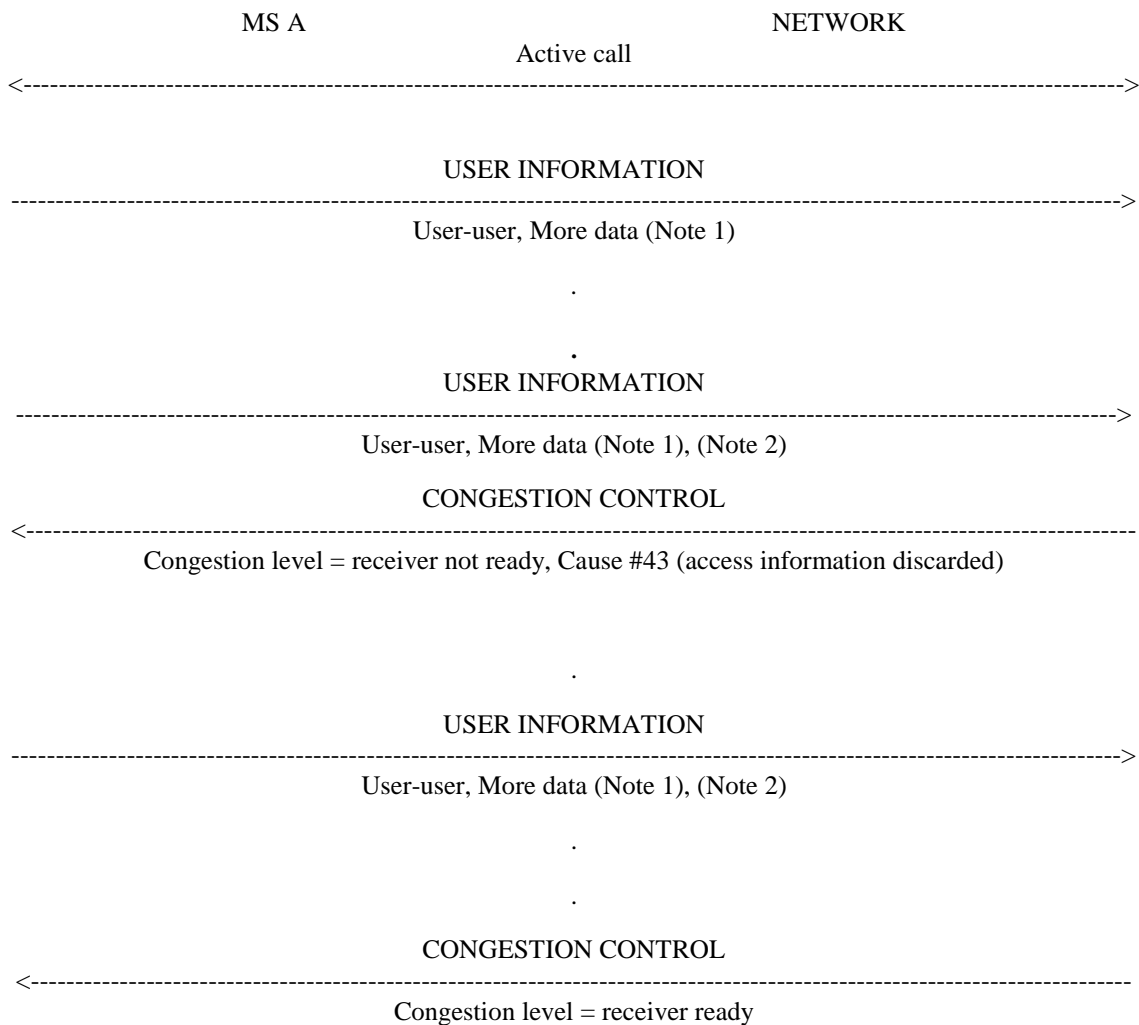 MS A NETWORK
Active call
<----------------------------------------------------------------------------------------------------------------------------->
USER INFORMATION
------------------------------------------------------------------------------------------------------------------------------>
User-user, More data (Note 1)
.
.
USER INFORMATION
----------------------------------------------------------------------------------------------------------------------------->
User-user, More data (Note 1), (Note 2)
CONGESTION CONTROL
<------------------------------------------------------------------------------------------------------------------------------
Congestion level = receiver not ready, Cause #43 (access information discarded)
.
USER INFORMATION
------------------------------------------------------------------------------------------------------------------------------>
User-user, More data (Note 1), (Note 2)
.
.
CONGESTION CONTROL
<-----------------------------------------------------------------------------------------------------------------------------
Congestion level = receiver ready